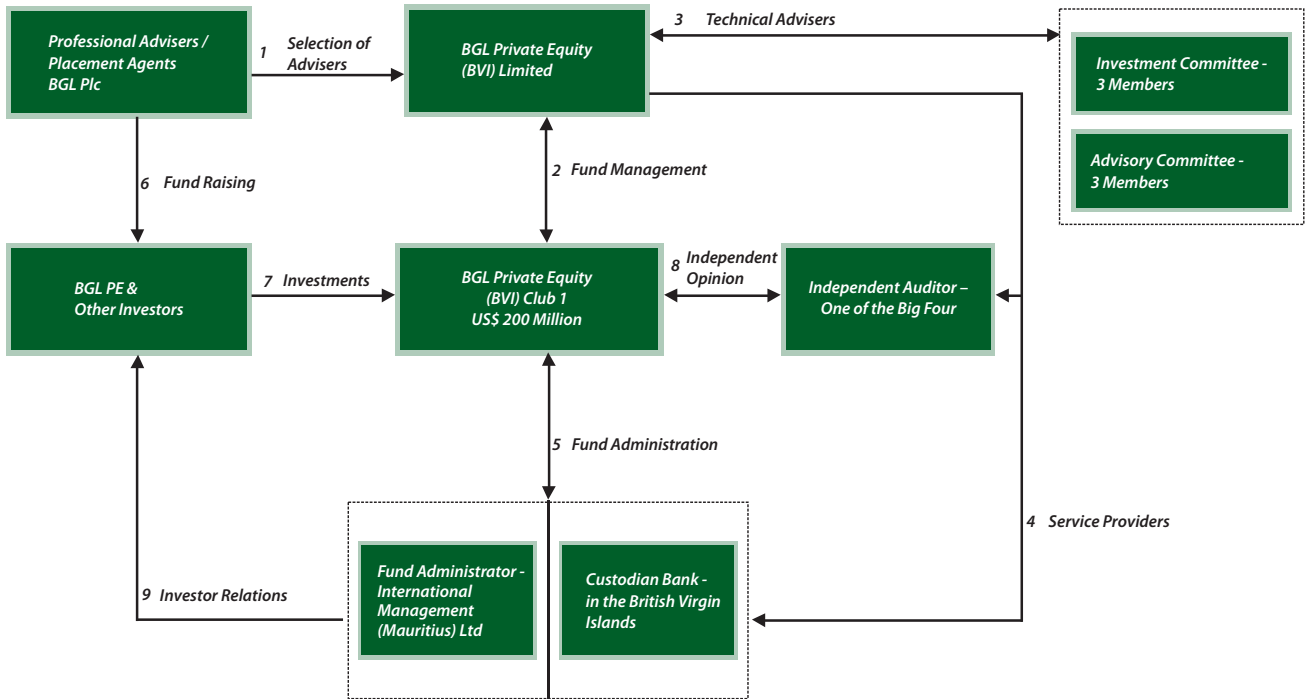 Professional Advisers /
Placement Agents
BGL Plc
1 Selection of
Advisers
BGL Private Equity
(BVI) Limited
3 Technical Advisers
Investment Committee -
3 Members
Advisory Committee -
3 Members
6 Fund Raising
2 Fund Management
BGL PE &
Other Investors
7 Investments
BGL Private Equity
(BVI) Club 1
US$ 200 Million
8 Independent
Opinion
Independent Auditor –
One of the Big Four
5 Fund Administration
4 Service Providers
9 Investor Relations
Fund Administrator -
International
Management
(Mauritius) Ltd
Custodian Bank -
in the British Virgin
Islands